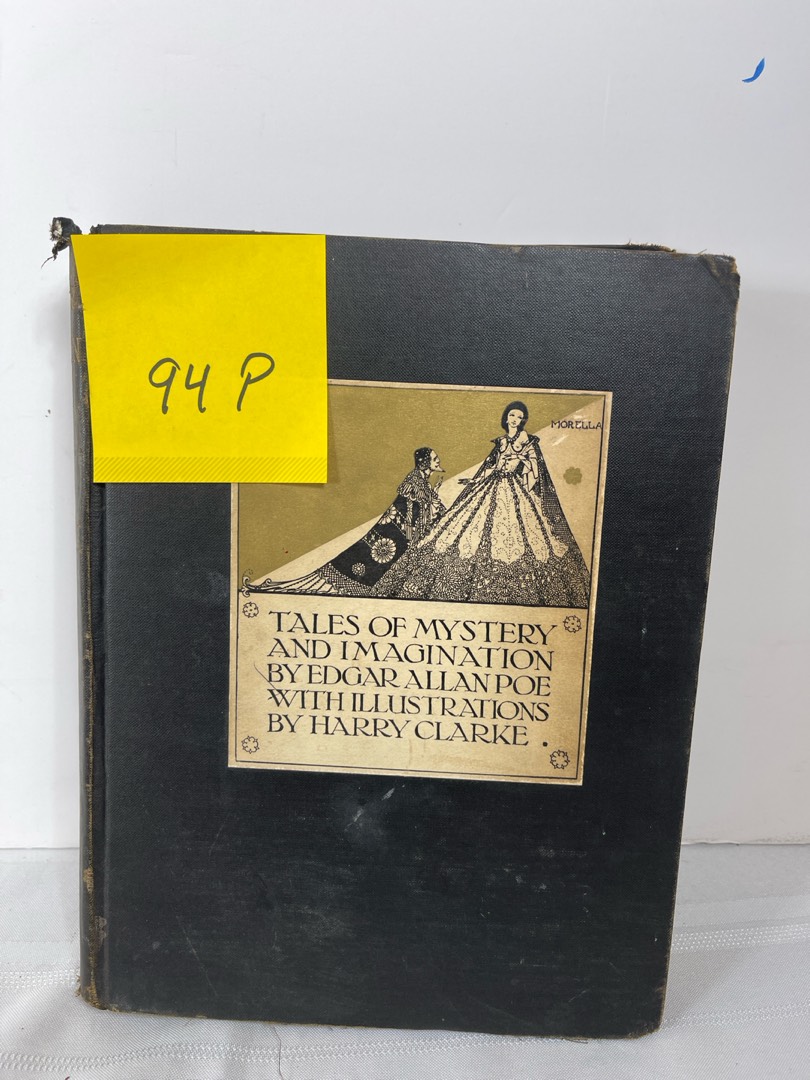 94 P
MORELLA
TALES OF MYSTERY
AND IMAGINATION
BY EDGAR ALLAN POE
WITH ILLUSTRATIONS
BY HARRY CLARKE .